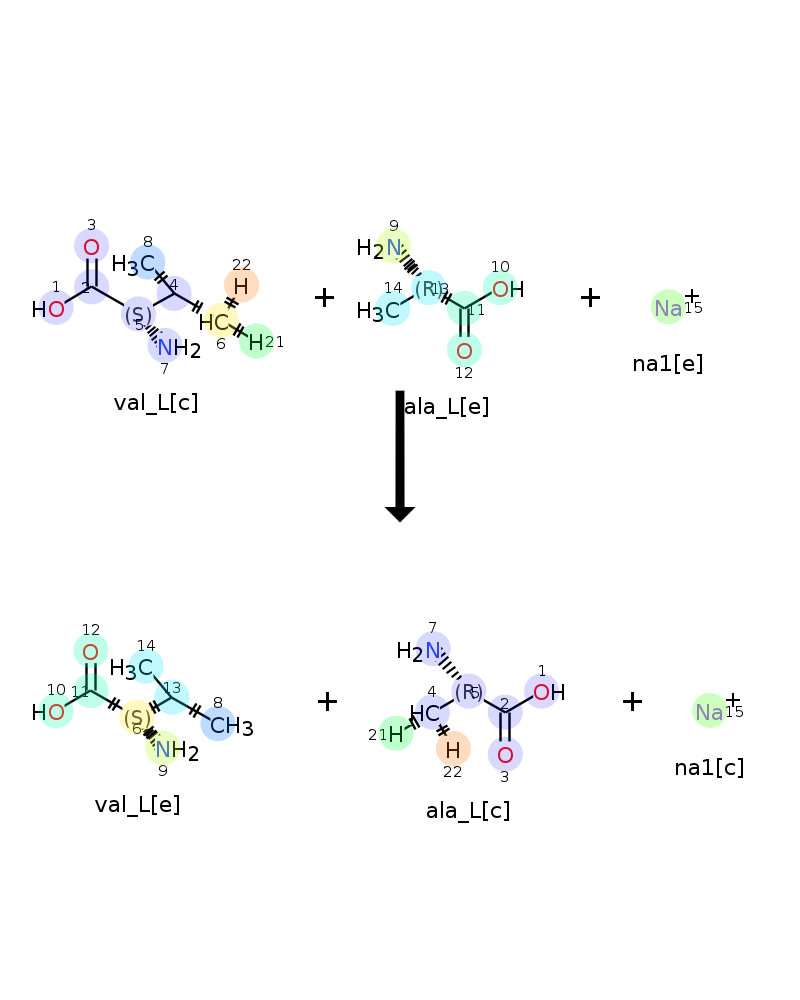 3
O
8
H3C
22
H
9
H2N
10
OH
1
HO
2
4
14
H3C
(R)
13
11
Na+
15
(S)
5
HC
6
H
21
NH2
7
O
12
+
+
val_L[c]
ala_L[e]
na1[e]
12
O
14
H3C
7
H2N
1
OH
10
HO
11
13
8
CH3
4
HC
(R)
5
2
Na+
15
(S)
6
NH2
9
21
H
H
22
O
3
+
+
val_L[e]
ala_L[c]
na1[c]